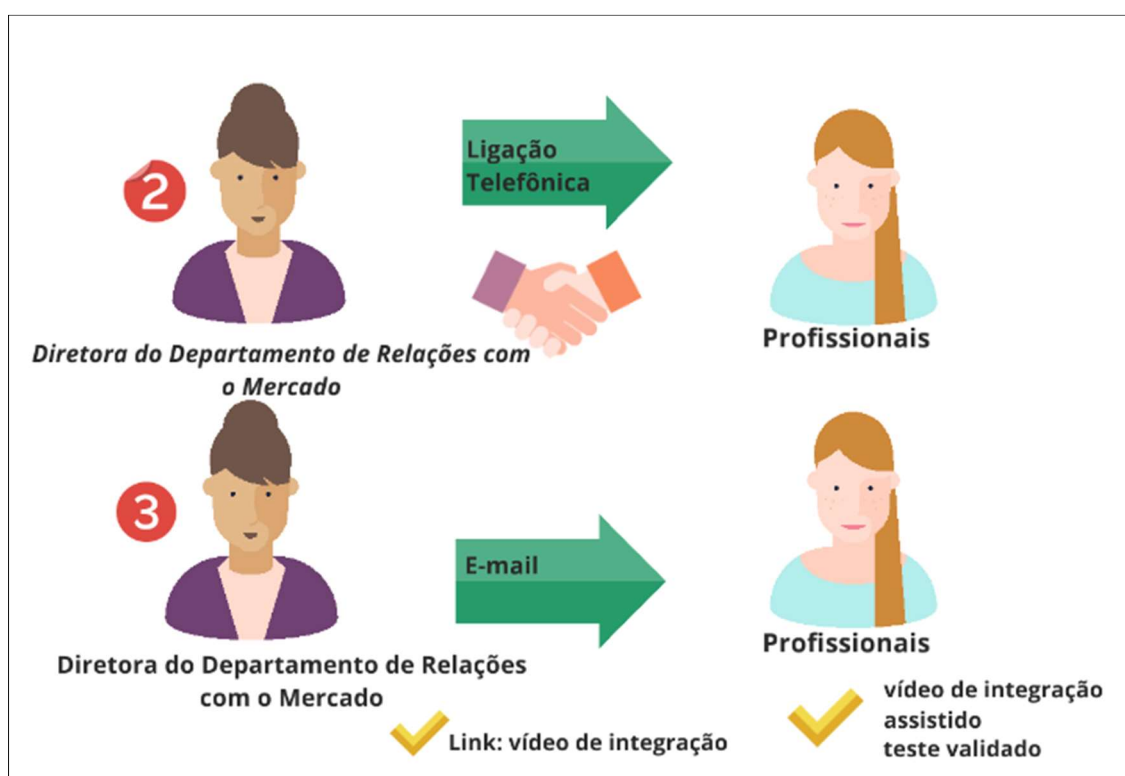 2
Ligação
Telefônica
Diretora do Departamento de Relações com
o Mercado
Profissionais
3
E-mail
Diretora do Departamento de Relações
com o Mercado
Profissionais
Link: vídeo de integração
vídeo de integração
assistido
teste validado